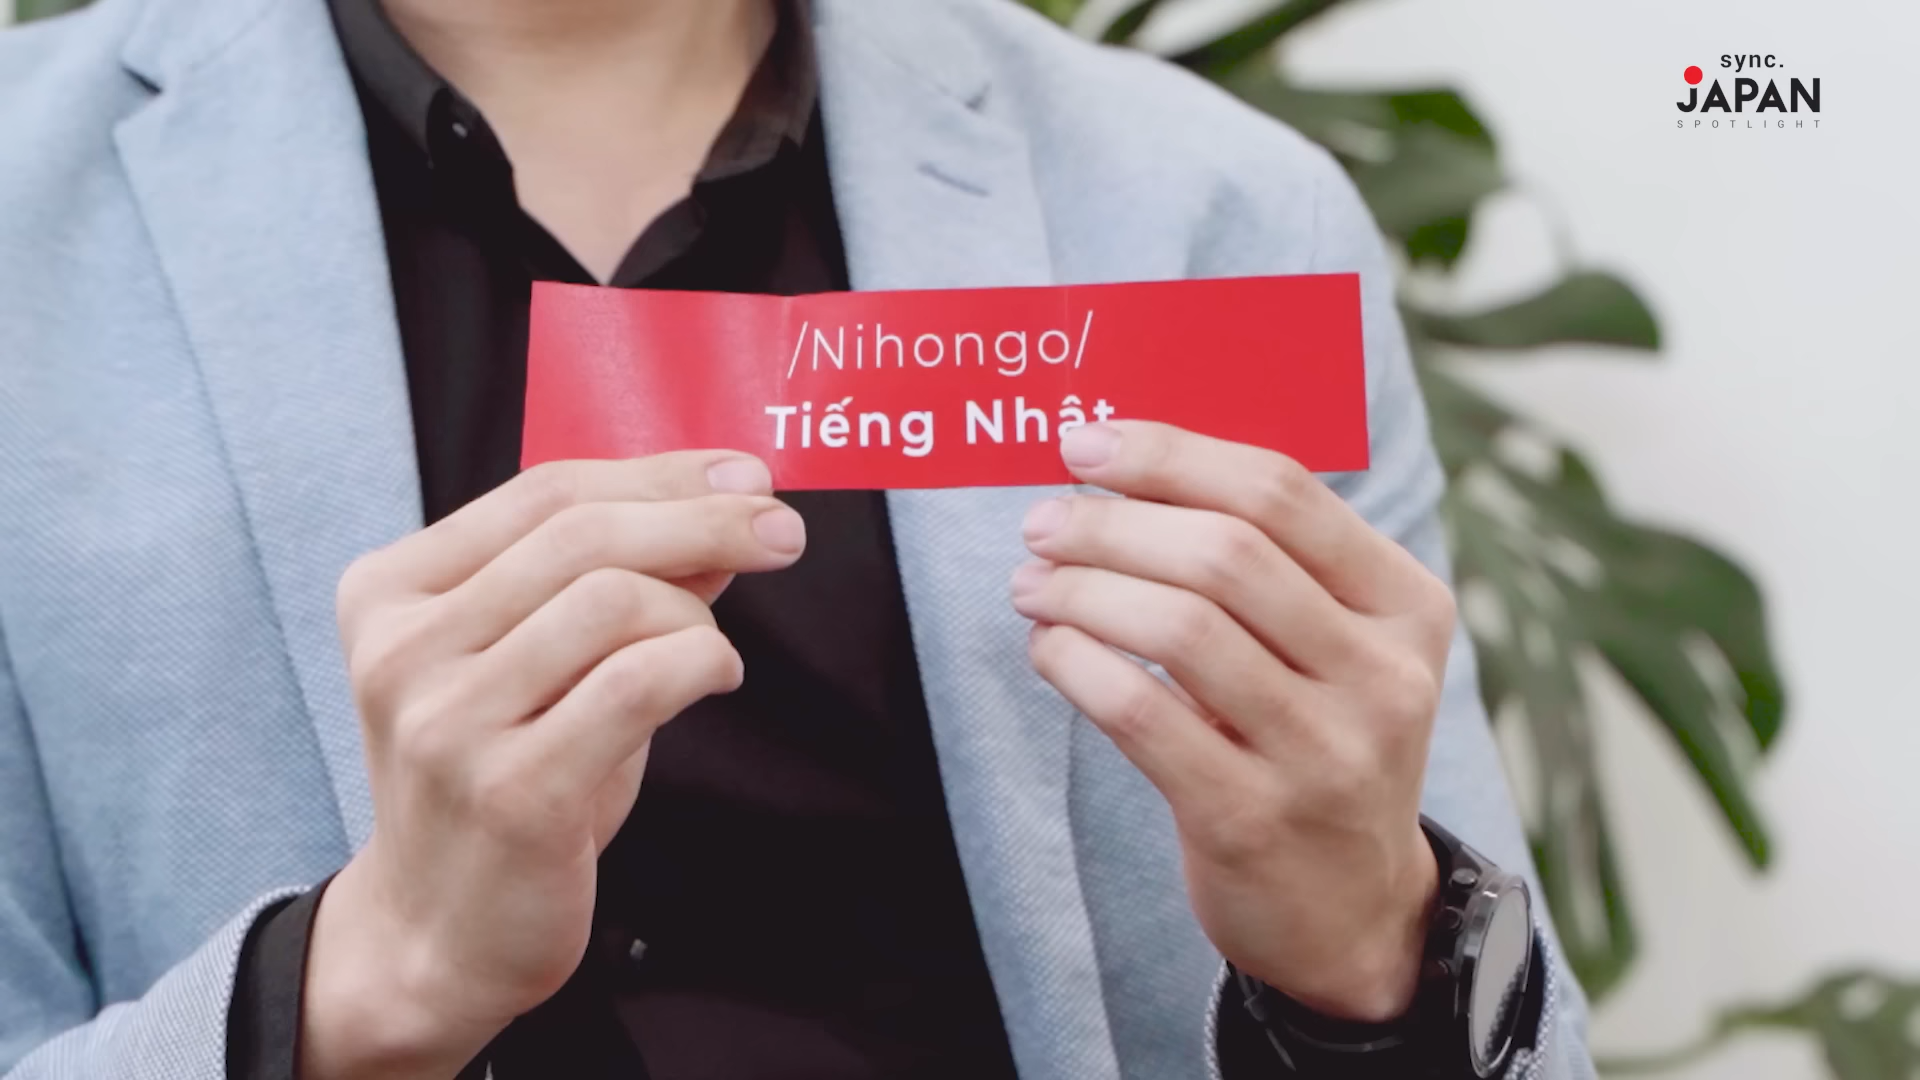 sync.
JAPAN
SPOTLIGHT
/Nihongo/
Tiếng Nhật